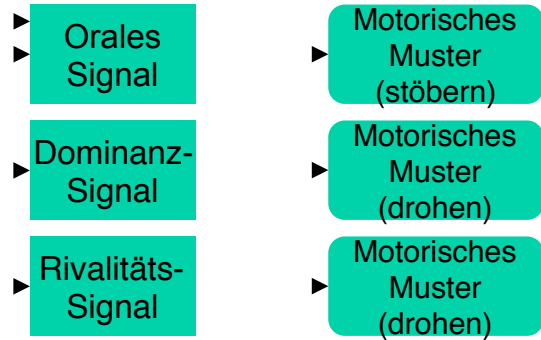 Orales
Signal
Motorisches
Muster
(stöbern)
Dominanz-
Signal
Motorisches
Muster
(drohen)
Rivalitäts-
Signal
Motorisches
Muster
(drohen)